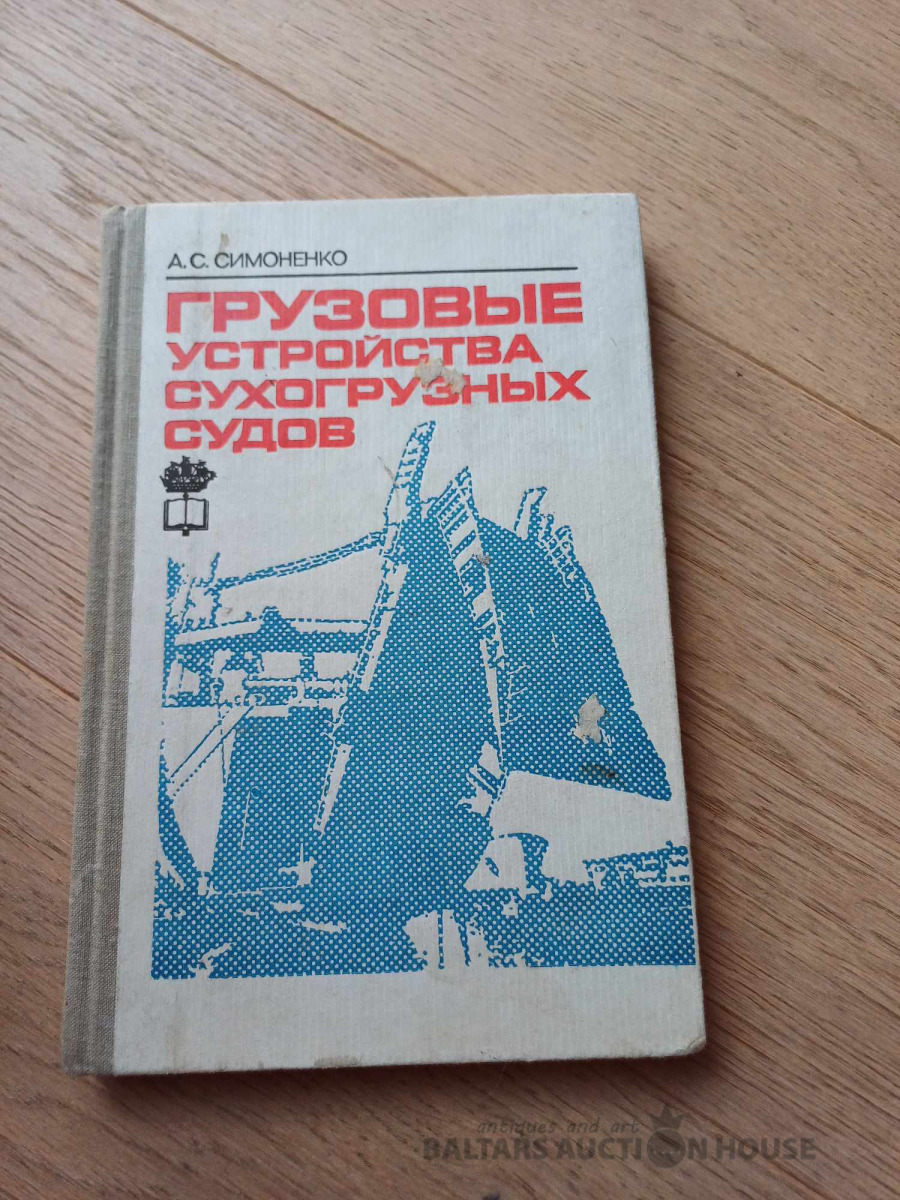 А. С. СИМОНЕНКО
ГРУЗОВЫЕ
УСТРОЙСТВА
СУХОГРУЗНЫХ
СУДОВ
antiques and art
BALTARS AUCTION HOUSE